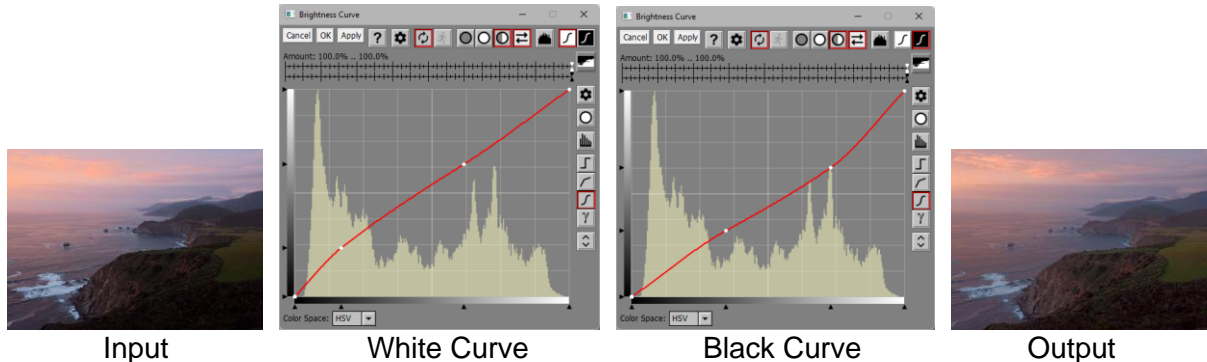 Brightness Curve
Cancel OK Apply ?
Amount: 100.0% .. 100.0%
γ
Color Space: HSV
Brightness Curve
Cancel OK Apply ?
Amount: 100.0% .. 100.0%
γ
Color Space: HSV
Input White Curve Black Curve Output